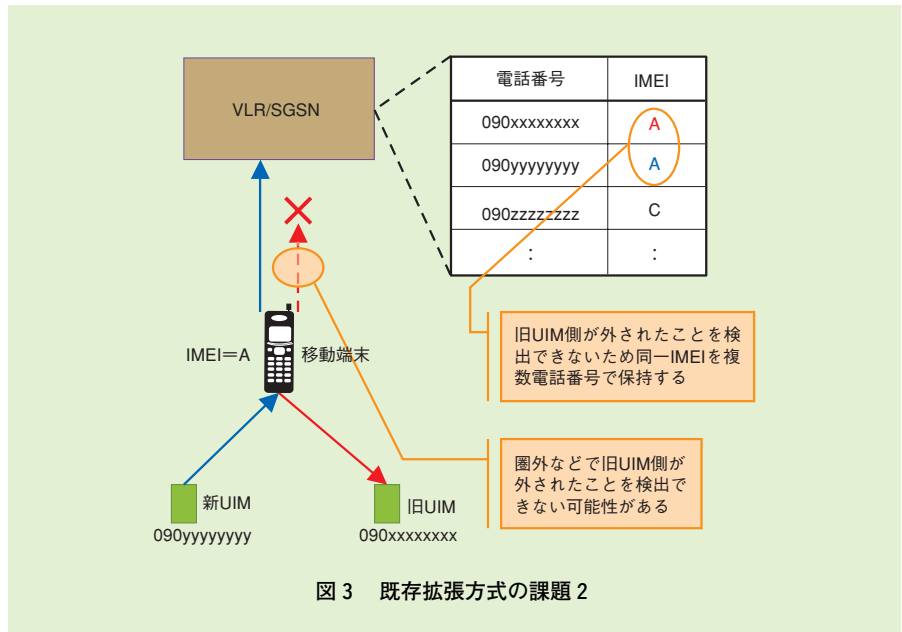 電話番号 IMEI
090xxxxxxxx A
090yyyyyyyy A
090zzzzzzzz C
： ：
VLR/SGSN
IMEI＝A 移動端末
旧UIM側が外されたことを検
出できないため同一IMEIを複
数電話番号で保持する
圏外などで旧UIM側が
外されたことを検出で
きない可能性がある
新UIM
090yyyyyyyy
旧UIM
090xxxxxxxx
図3 既存拡張方式の課題2